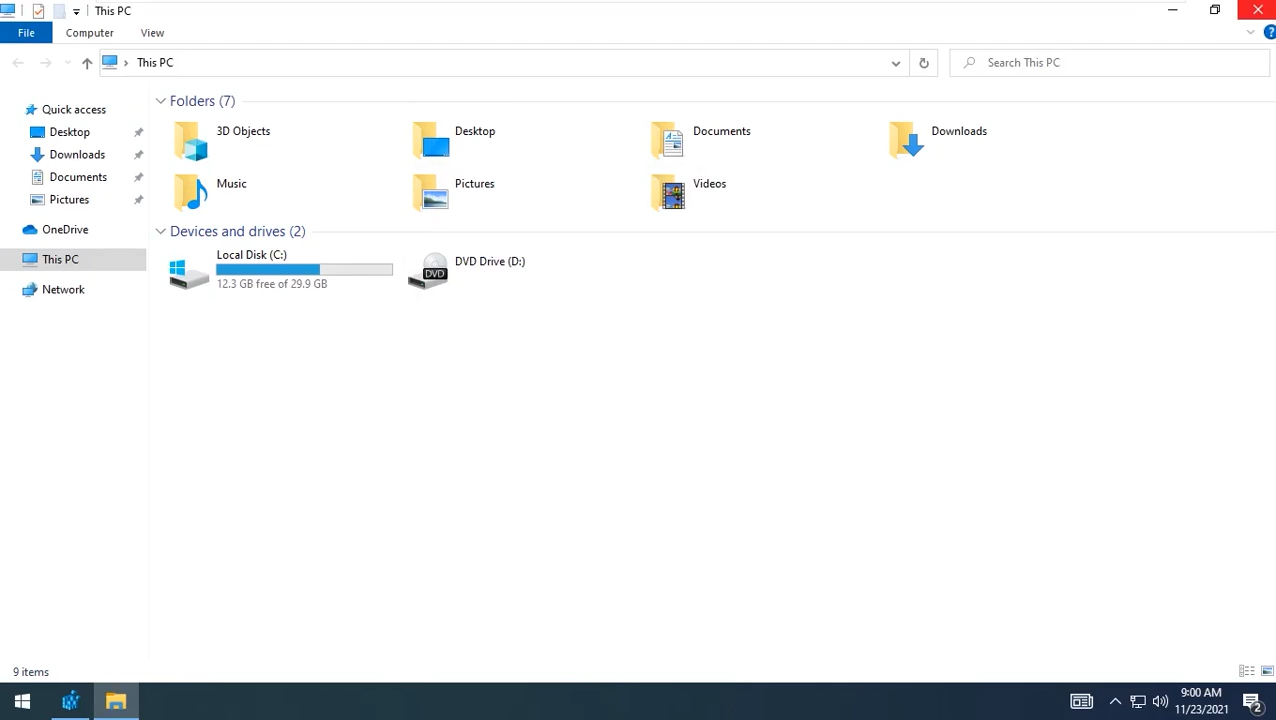 This PC
File Computer View
This PC
Search This PC
Quick access
Desktop
Downloads
Documents
Pictures
OneDrive
This PC
Network
Folders (7)
3D Objects
Desktop
Documents
Downloads
Music
Pictures
Videos
Devices and drives (2)
Local Disk (C:)
12.3 GB free of 29.9 GB
DVD
DVD Drive (D:)
9 items
9:00 AM
11/23/2021
2